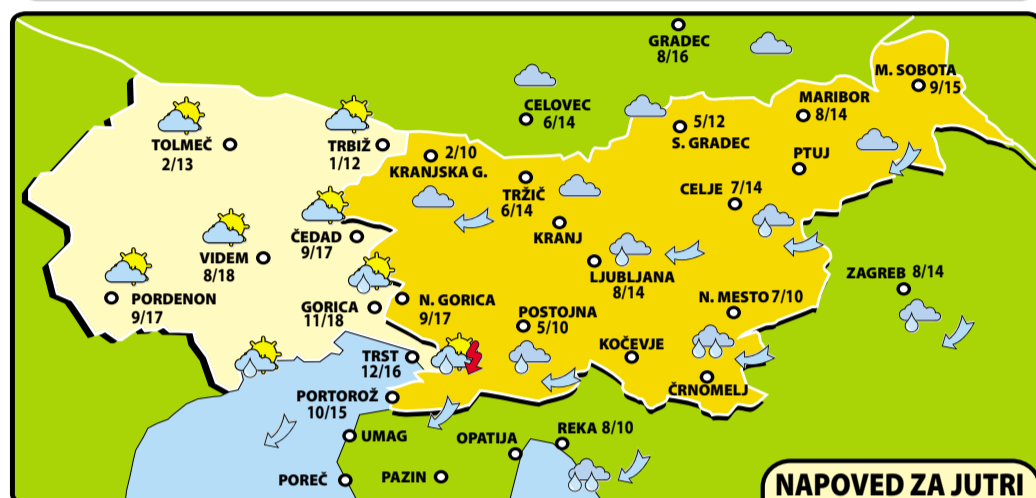 GRADEC
8/16
M. SOBOTA
9/15
CELOVEC
6/14
MARIBOR
8/14
5/12
S. GRADEC
TOLMEČ
2/13
TRBIŽ
1/12
2/10
KRANJSKA G.
PTUJ
TRŽIČ
6/14
CELJE 7/14
KRANJ
ČEDAD
9/17
VIDEM
8/18
LJUBLJANA
8/14
ZAGREB 8/14
PORDENON
9/17
GORICA
11/18
N. GORICA
9/17
N. MESTO 7/10
POSTOJNA
5/10
KOČEVJE
TRST
12/16
ČRNOMELJ
PORTOROŽ
10/15
UMAG
OPATIJA
REKA 8/10
POREČ
PAZIN
NAPOVED ZA JUTRI